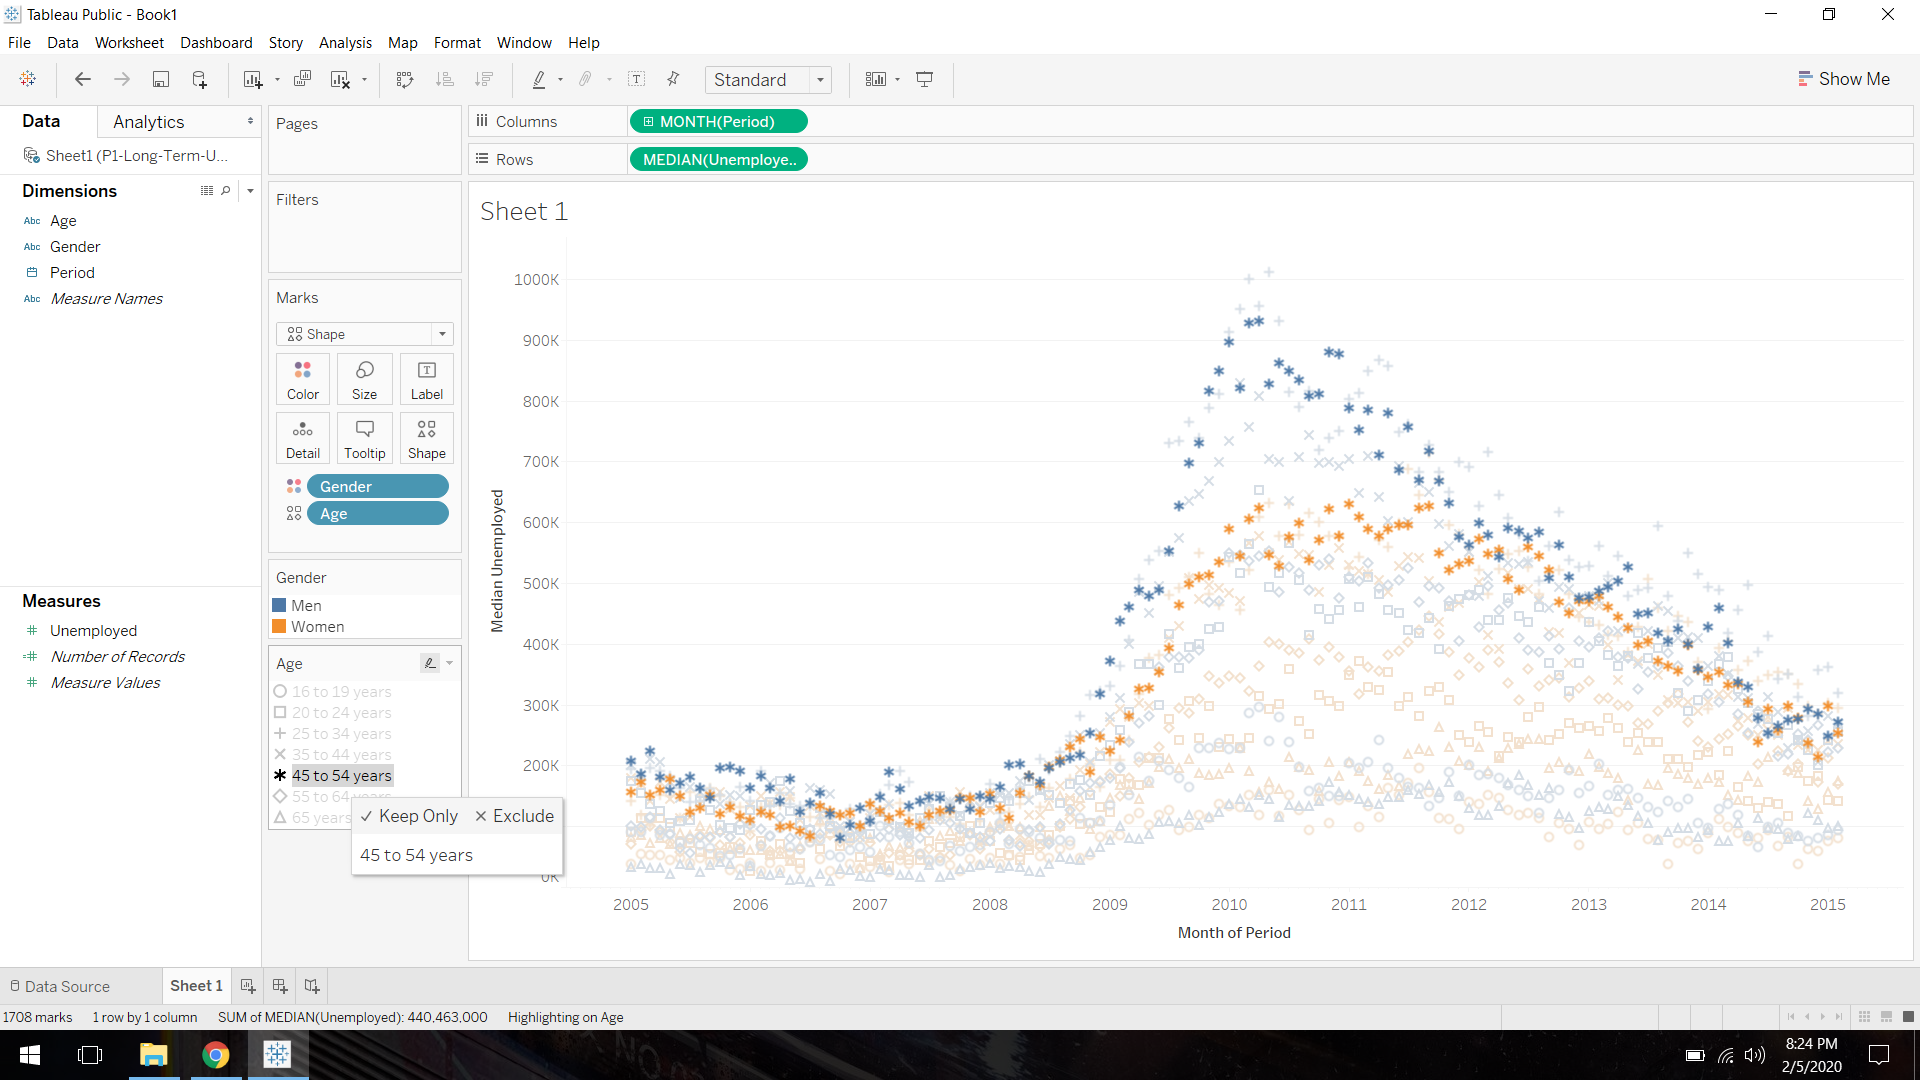 Tableau Public - Book1
File Data Worksheet Dashboard Story Analysis Map Format Window Help
Standard
Show Me
Data Analytics
Sheet1 (P1-Long-Term-U...
Dimensions
Abc Age
Abc Gender
Period
Abc Measure Names
Measures
# Unemployed
=# Number of Records
# Measure Values
Pages
Filters
Marks
Shape
Color Size Label
Detail Tooltip Shape
Gender
Age
Gender
Men
Women
Age
16 to 19 years
20 to 24 years
25 to 34 years
35 to 44 years
45 to 54 years
55 to 64
65 years
Keep Only Exclude
45 to 54 years
Columns MONTH(Period)
Rows MEDIAN(Unemploye..
Sheet 1
Median Unemployed
1000K
900K
800K
700K
600K
500K
400K
300K
200K
0K
2005 2006 2007 2008 2009 2010 2011 2012 2013 2014 2015
Month of Period
Data Source Sheet 1
1708 marks 1 row by 1 column SUM of MEDIAN(Unemployed): 440,463,000 Highlighting on Age
8:24 PM
2/5/2020